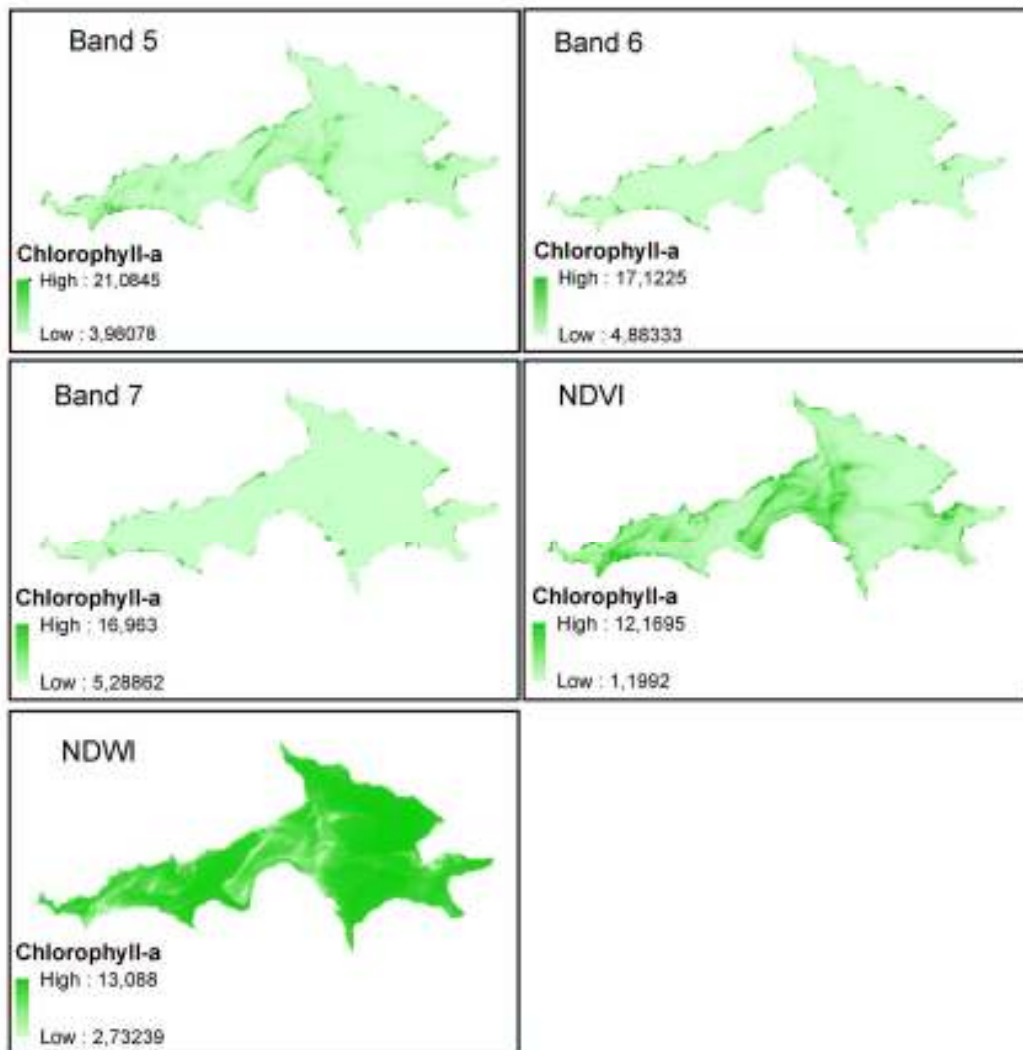 Band 5
Chlorophyll-a
High : 21,0845
Low : 3,98078
Band 6
Chlorophyll-a
High : 17,1225
Low : 4,88333
Band 7
Chlorophyll-a
High : 16,963
Low : 5,28862
NDVI
Chlorophyll-a
High : 12,1695
Low : 1,1992
NDWI
Chlorophyll-a
High : 13,088
Low : 2,73239